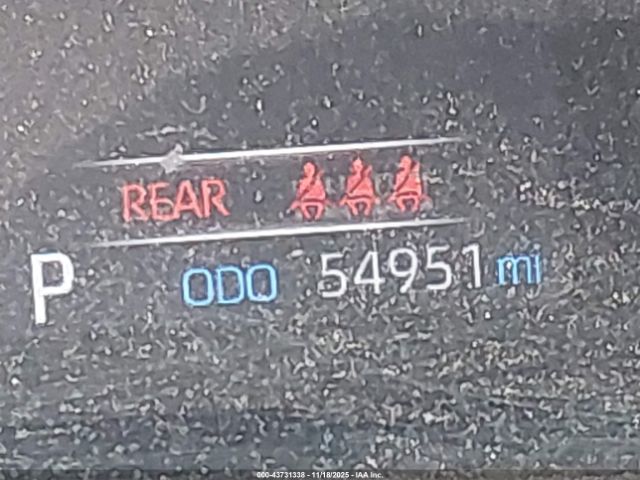 REAR
P ODO 54951 mi
000-43731338 - 11/18/2025 - IAA Inc.